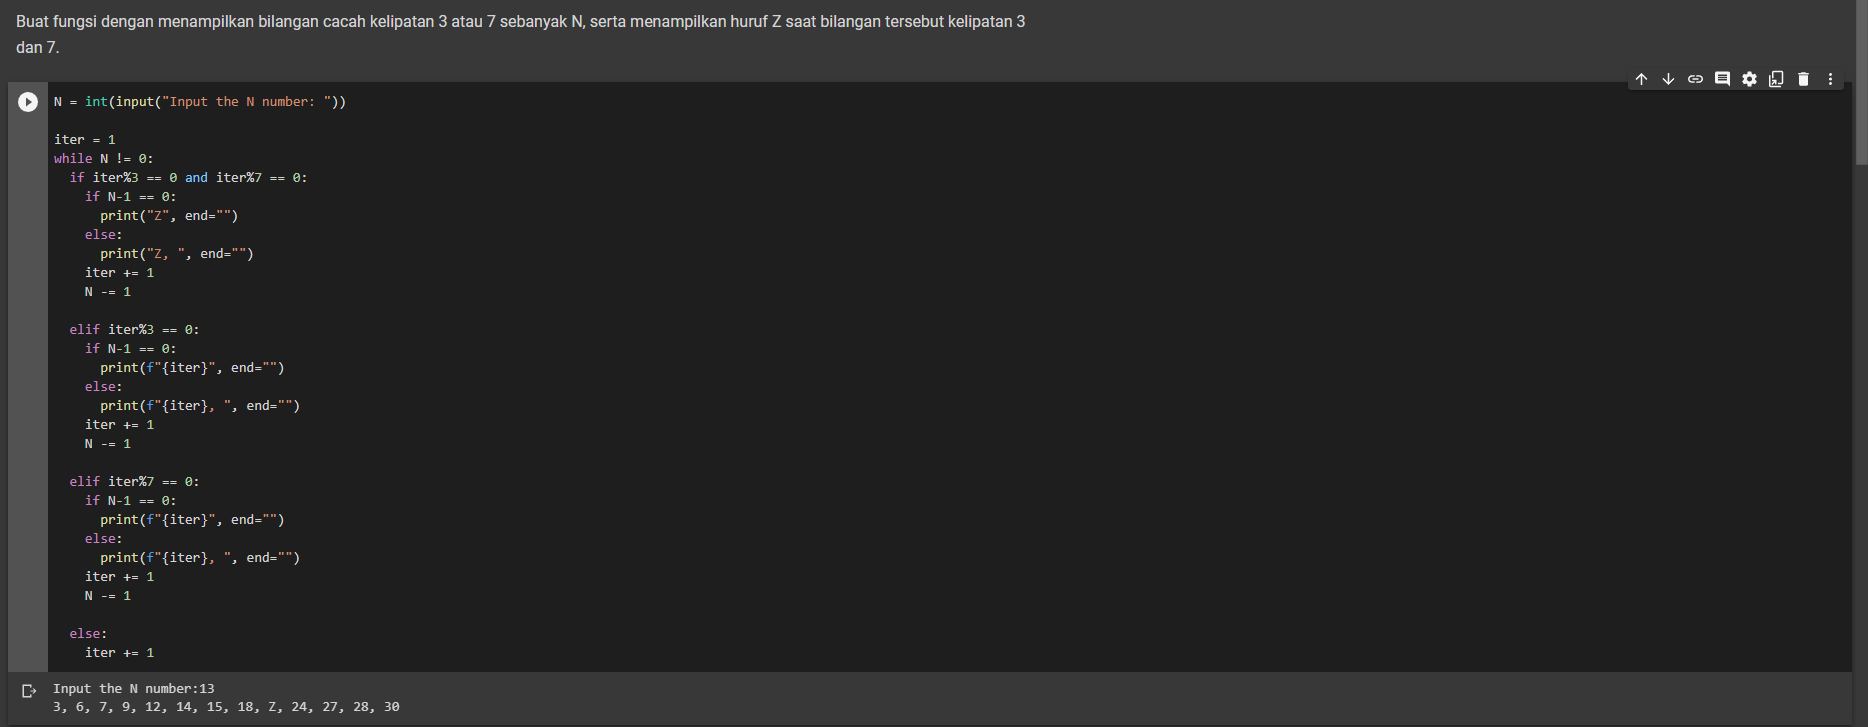 Buat fungsi dengan menampilkan bilangan cacah kelipatan 3 atau 7 sebanyak N, serta menampilkan huruf Z saat bilangan tersebut kelipatan 3
dan 7.
N = int(input("Input the N number: "))

iter = 1
while N != 0:
  if iter%3 == 0 and iter%7 == 0:
    if N-1 == 0:
      print("Z", end="")
    else:
      print("Z, ", end="")
    iter += 1
    N -= 1

  elif iter%3 == 0:
    if N-1 == 0:
      print(f"{iter}", end="")
    else:
      print(f"{iter}, ", end="")
    iter += 1
    N -= 1

  elif iter%7 == 0:
    if N-1 == 0:
      print(f"{iter}", end="")
    else:
      print(f"{iter}, ", end="")
    iter += 1
    N -= 1

  else:
    iter += 1
Input the N number:13
3, 6, 7, 9, 12, 14, 15, 18, Z, 24, 27, 28, 30